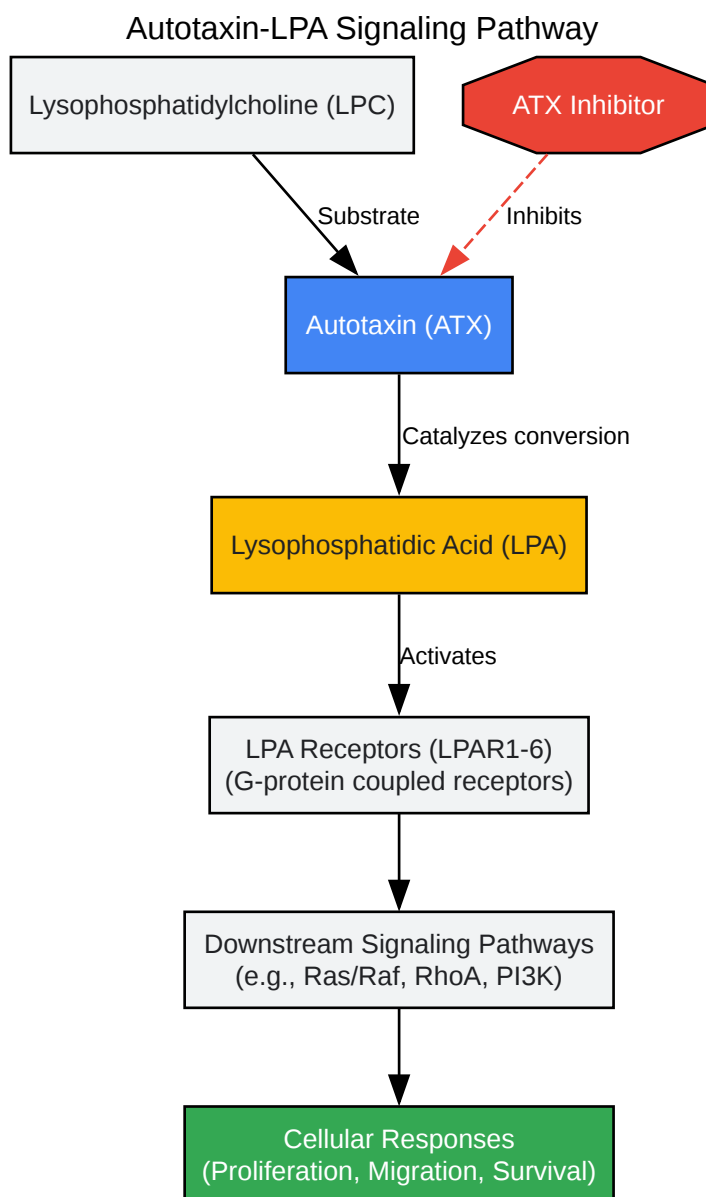 Autotaxin-LPA Signaling Pathway
Lysophosphatidylcholine (LPC)
ATX Inhibitor
Substrate
Inhibits
Autotaxin (ATX)
Catalyzes conversion
Lysophosphatidic Acid (LPA)
Activates
LPA Receptors (LPAR1-6)
(G-protein coupled receptors)
Downstream Signaling Pathways
(e.g., Ras/Raf, RhoA, PI3K)
Cellular Responses
(Proliferation, Migration, Survival)